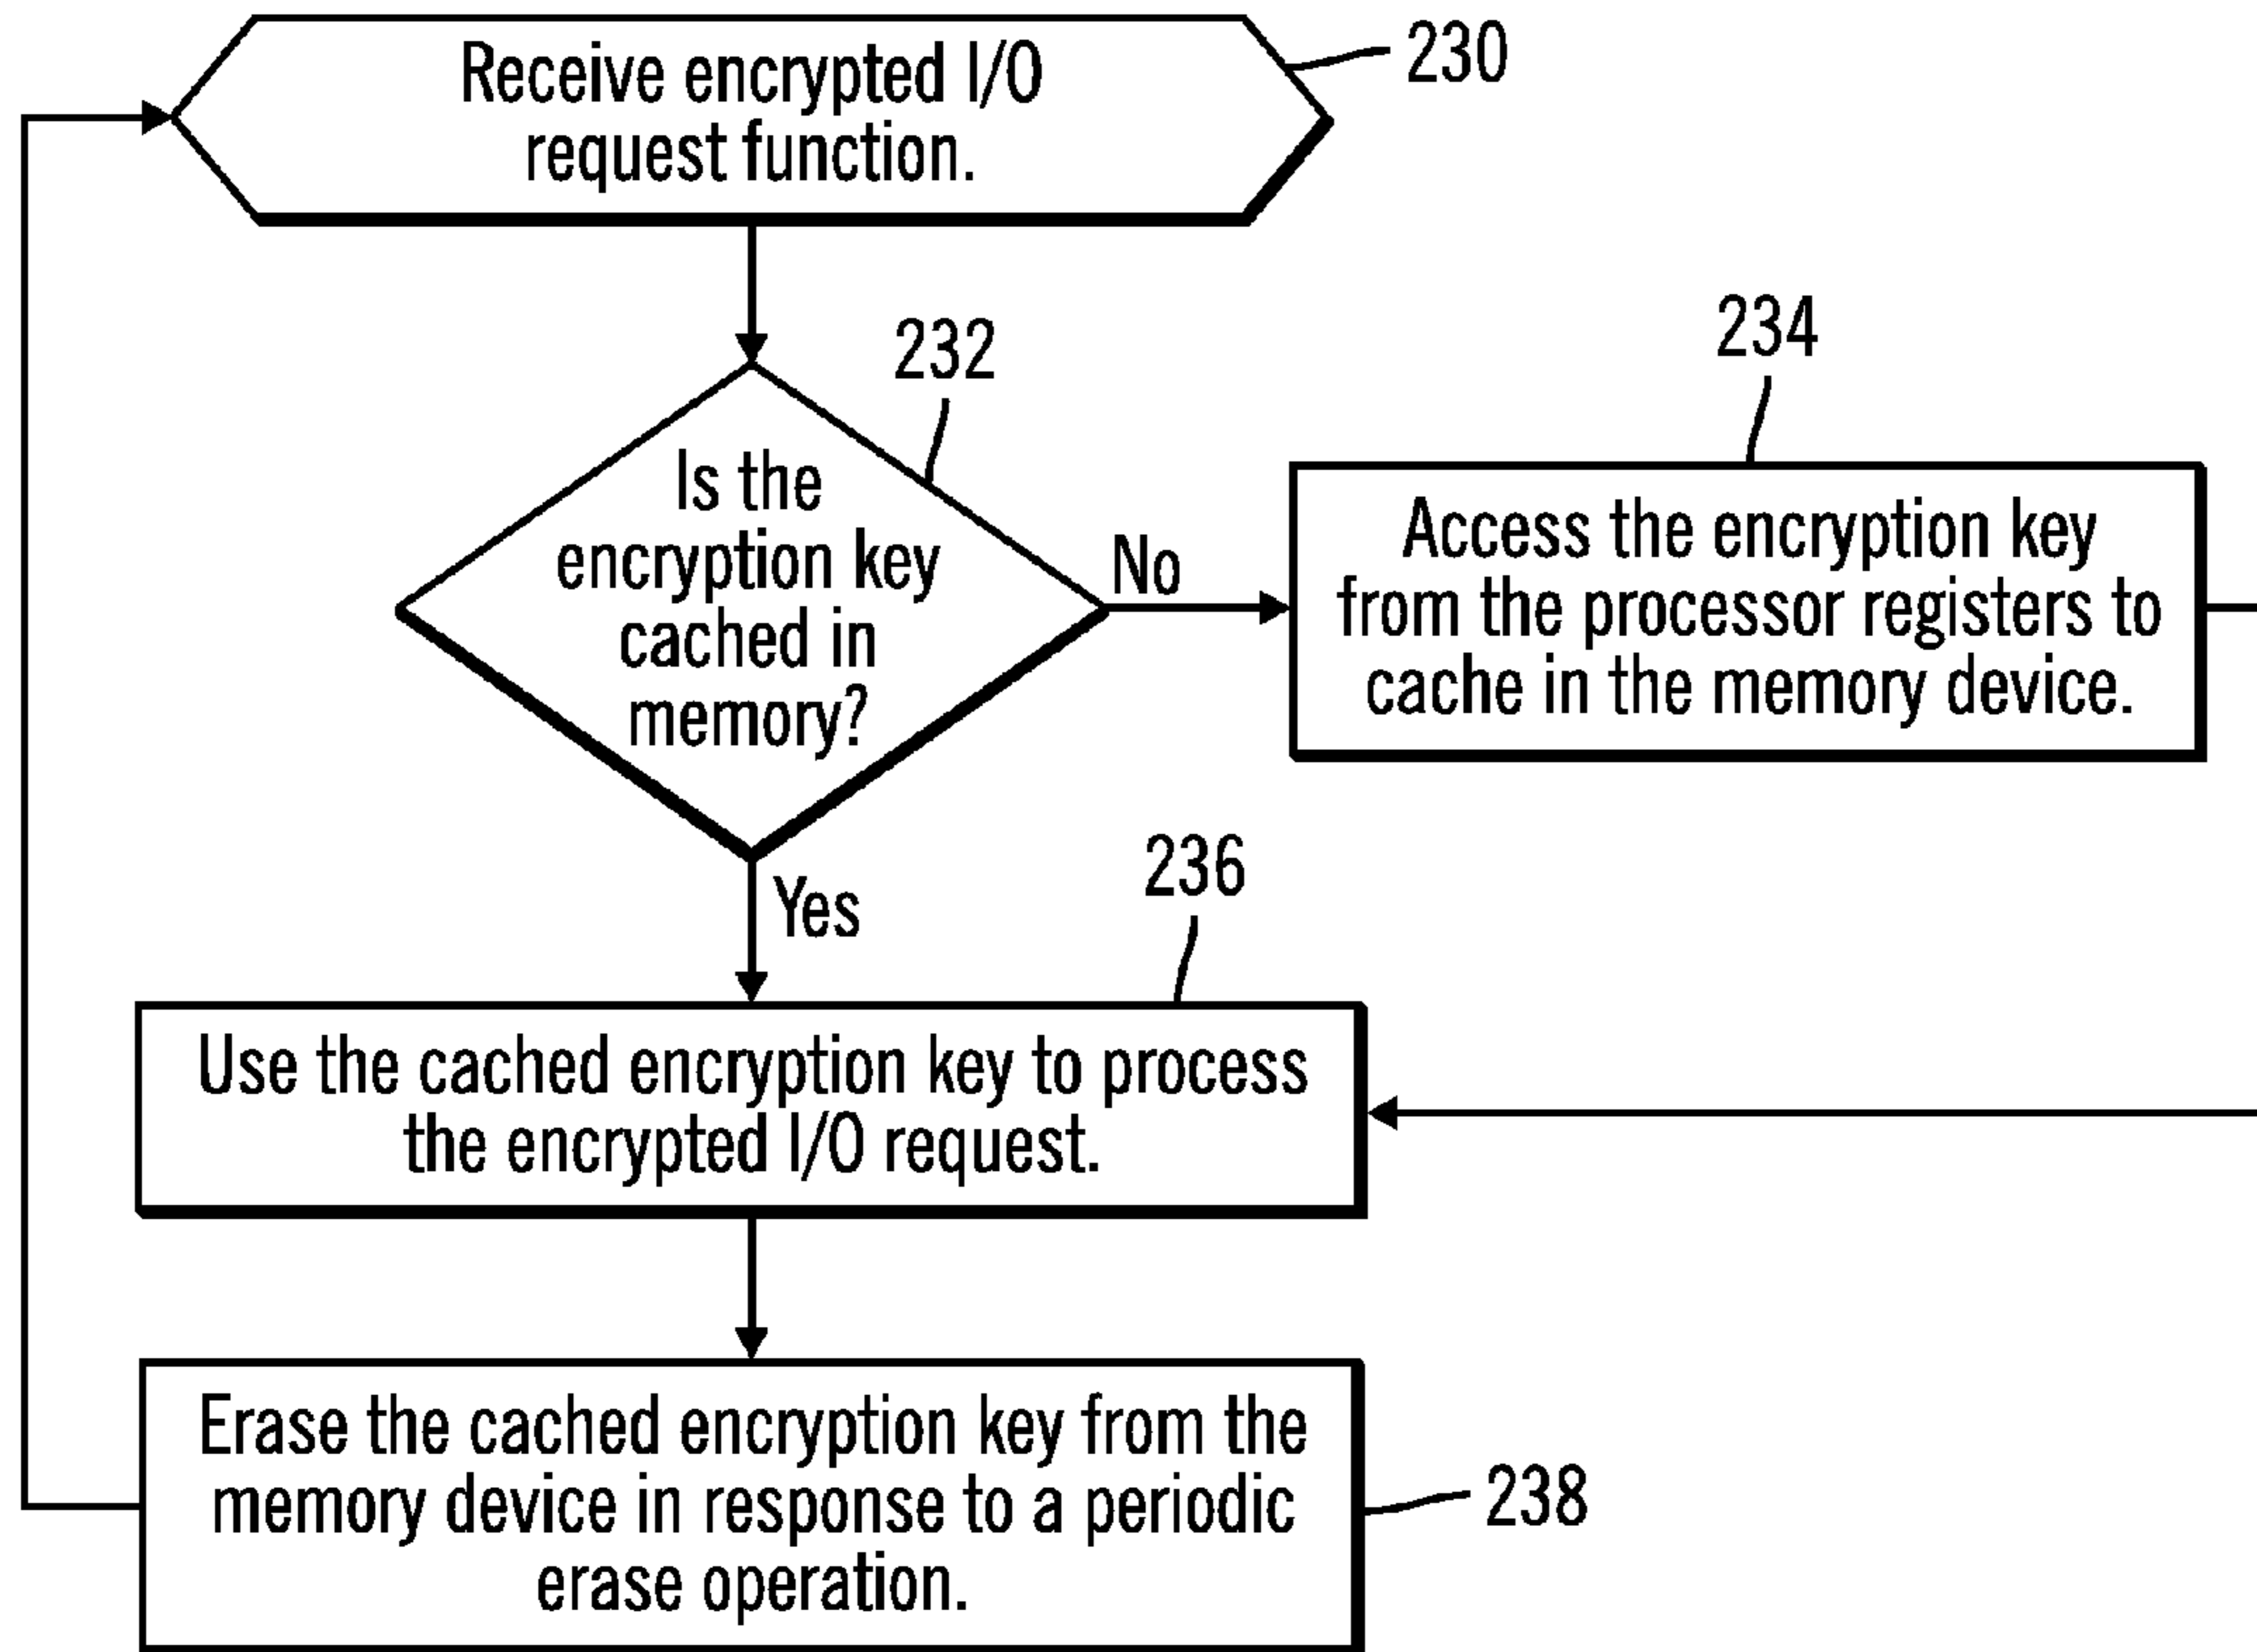 Receive encrypted I/O
request function.
230
232
Is the
encryption key
cached in
memory?
No
234
Access the encryption key
from the processor registers to
cache in the memory device.
Yes
236
Use the cached encryption key to process
the encrypted I/O request.
Erase the cached encryption key from the
memory device in response to a periodic
erase operation.
238